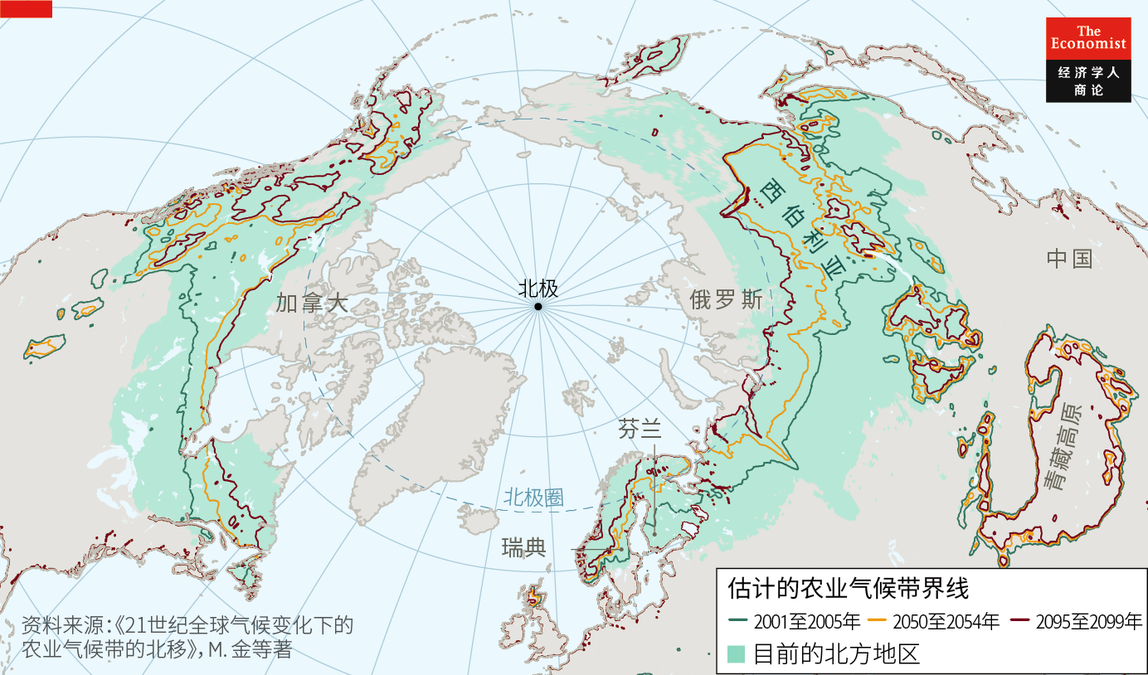 The
Economist
经济学人
商论
西伯利亚
中国
北极
加拿大
俄罗斯
芬兰
青藏高原
北极圈
瑞典
估计的农业气候带界线
2001至2005年
2050至2054年
2095至2099年
目前的北方地区
资料来源：《21世纪全球气候变化下的
农业气候带的北移》，M. 金等著